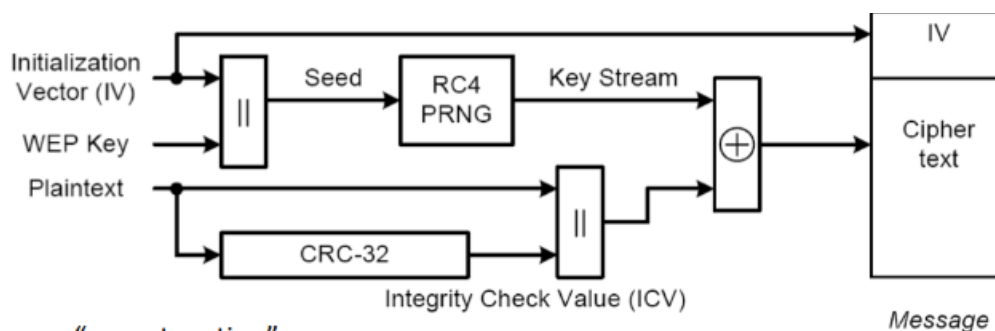 Initialization
Vector (IV)
||
Seed
RC4
PRNG
Key Stream
IV
WEP Key
Plaintext
||
CRC-32
Integrity Check Value (ICV)
Cipher
text
Message